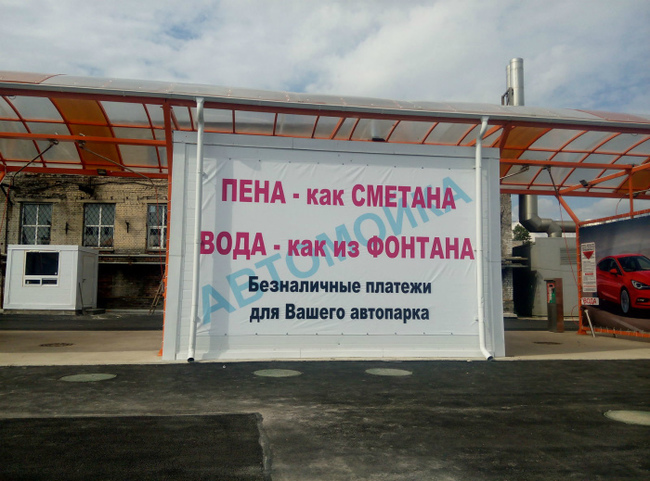 ПЕНА - как СМЕТАНА
АВТОМОЙКА
ВОДА - как из ФОНТАНА
Безналичные платежи
для Вашего автопарка